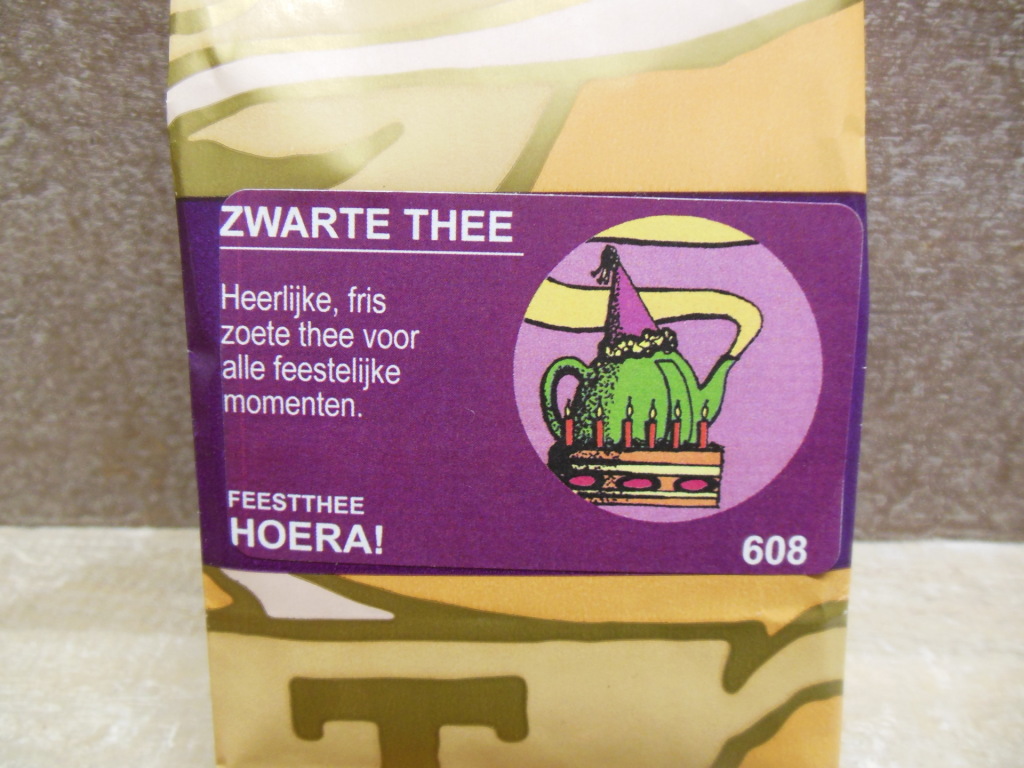 ZWARTE THEE
Heerlijke, fris
zoete thee voor
alle feestelijke
momenten.
FEESTTHEE
HOERA!
608
T